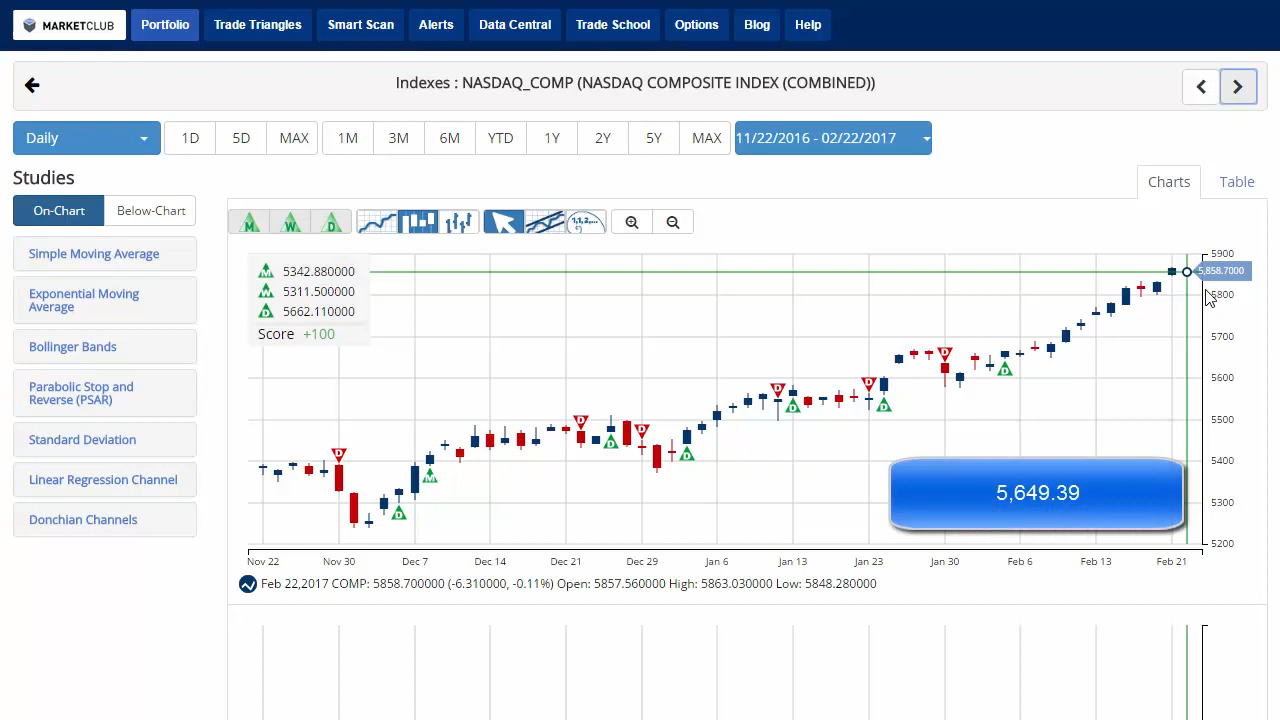 MARKETCLUB Portfolio Trade Triangles Smart Scan Alerts Data Central Trade School Options Blog Help
Indexes : NASDAQ_COMP (NASDAQ COMPOSITE INDEX (COMBINED))
Daily 1D 5D MAX 1M 3M 6M YTD 1Y 2Y 5Y MAX 11/22/2016 - 02/22/2017
Studies
Charts Table
On-Chart Below-Chart
M W D
Simple Moving Average
Exponential Moving
Average
Bollinger Bands
Parabolic Stop and
Reverse (PSAR)
Standard Deviation
Linear Regression Channel
Donchian Channels
M 5342.880000
W 5311.500000
D 5662.110000
Score +100
5900
5,858.7000
5800
5700
5600
5500
5400
5300
5200
D D D D D D
D M D D D D D
5,649.39
Nov 22 Nov 30 Dec 7 Dec 14 Dec 21 Dec 29 Jan 6 Jan 13 Jan 23 Jan 30 Feb 6 Feb 13 Feb 21
Feb 22,2017 COMP: 5858.700000 (-6.310000, -0.11%) Open: 5857.560000 High: 5863.030000 Low: 5848.280000